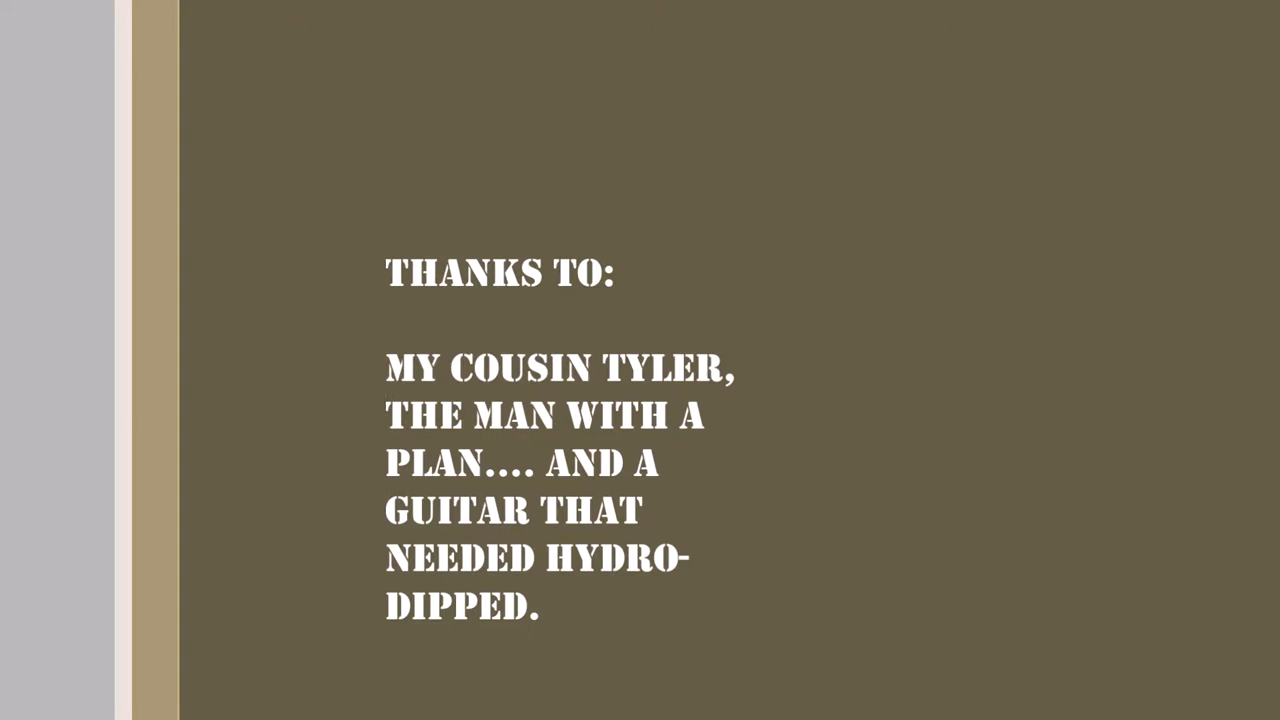 THANKS TO:
MY COUSIN TYLER,
THE MAN WITH A
PLAN.... AND A
GUITAR THAT
NEEDED HYDRO-
DIPPED.